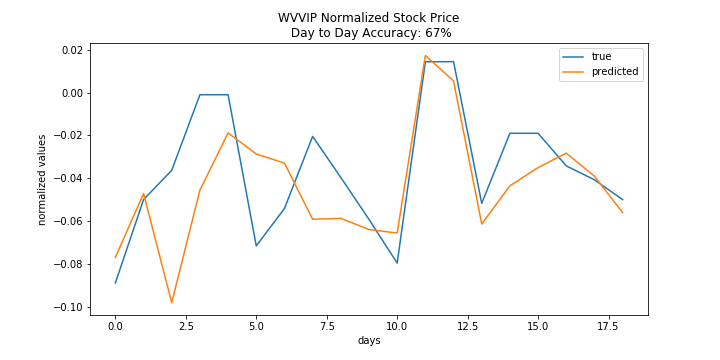 WVVIP Normalized Stock Price
Day to Day Accuracy: 67%
true
predicted
normalized values
0.02
0.00
−0.02
−0.04
−0.06
−0.08
−0.10
0.0
2.5
5.0
7.5
10.0
12.5
15.0
17.5
days